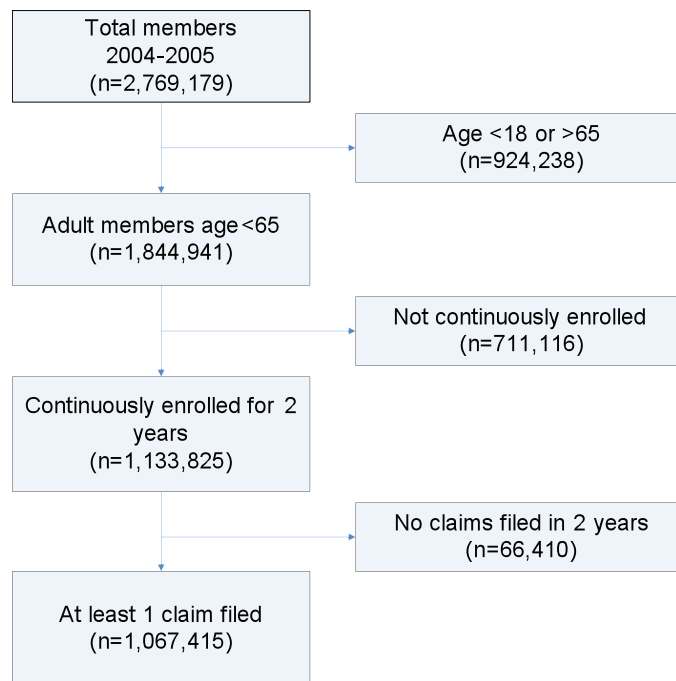 Total members
2004-2005
(n=2,769,179)
Age <18 or >65
(n=924,238)
Adult members age<65
(n=1,844,941)
Not continuously enrolled
(n=711,116)
Continuously enrolled for 2
years
(n=1,133,825)
No claims filed in 2 years
(n=66,410)
At least 1 claim filed
(n=1,067,415)